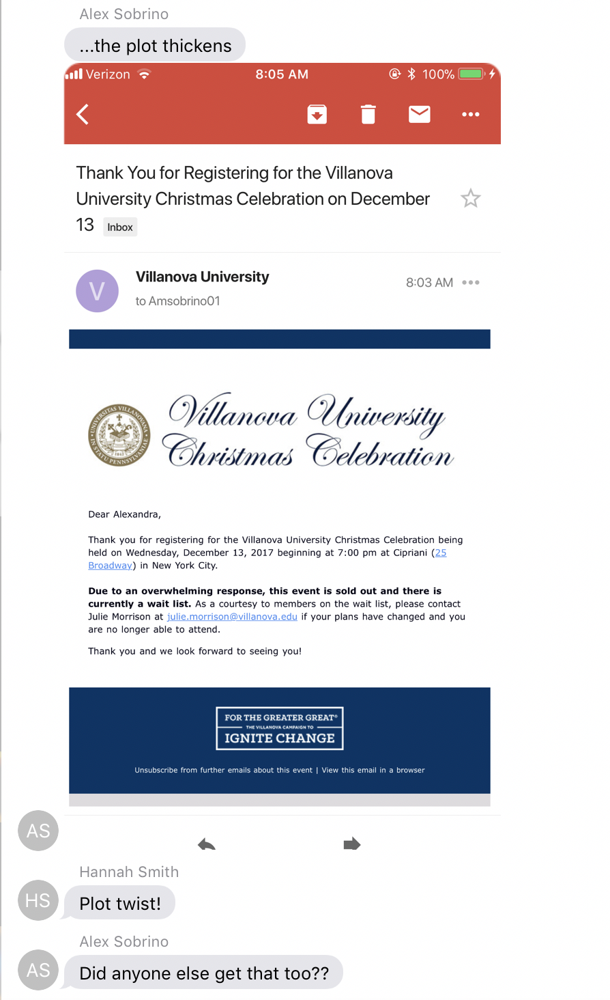 Alex Sobrino
...the plot thickens
Verizon 8:05 AM 100%
Thank You for Registering for the Villanova
University Christmas Celebration on December
13 Inbox
V
Villanova University
8:03 AM
to Amsobrino01
UNIVERSITAS VILLANOVANA
IN STATU PENNSYLVANIAE
1842
Villanova University
Christmas Celebration
Dear Alexandra,
Thank you for registering for the Villanova University Christmas Celebration being
held on Wednesday, December 13, 2017 beginning at 7:00 pm at Cipriani (25
Broadway) in New York City.
Due to an overwhelming response, this event is sold out and there is
currently a wait list. As a courtesy to members on the wait list, please contact
Julie Morrison at julie.morrison@villanova.edu if your plans have changed and you
are no longer able to attend.
Thank you and we look forward to seeing you!
FOR THE GREATER GREAT®
THE VILLANOVA CAMPAIGN TO
IGNITE CHANGE
Unsubscribe from further emails about this event | View this email in a browser
AS
Hannah Smith
HS
Plot twist!
Alex Sobrino
AS
Did anyone else get that too??